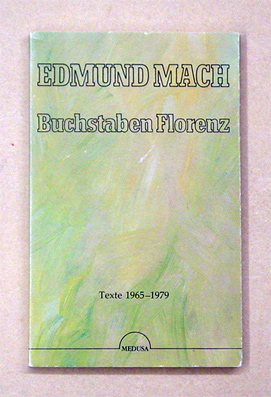 EDMUND MACH
Buchstaben Florenz
Texte 1965–1979
MEDUSA